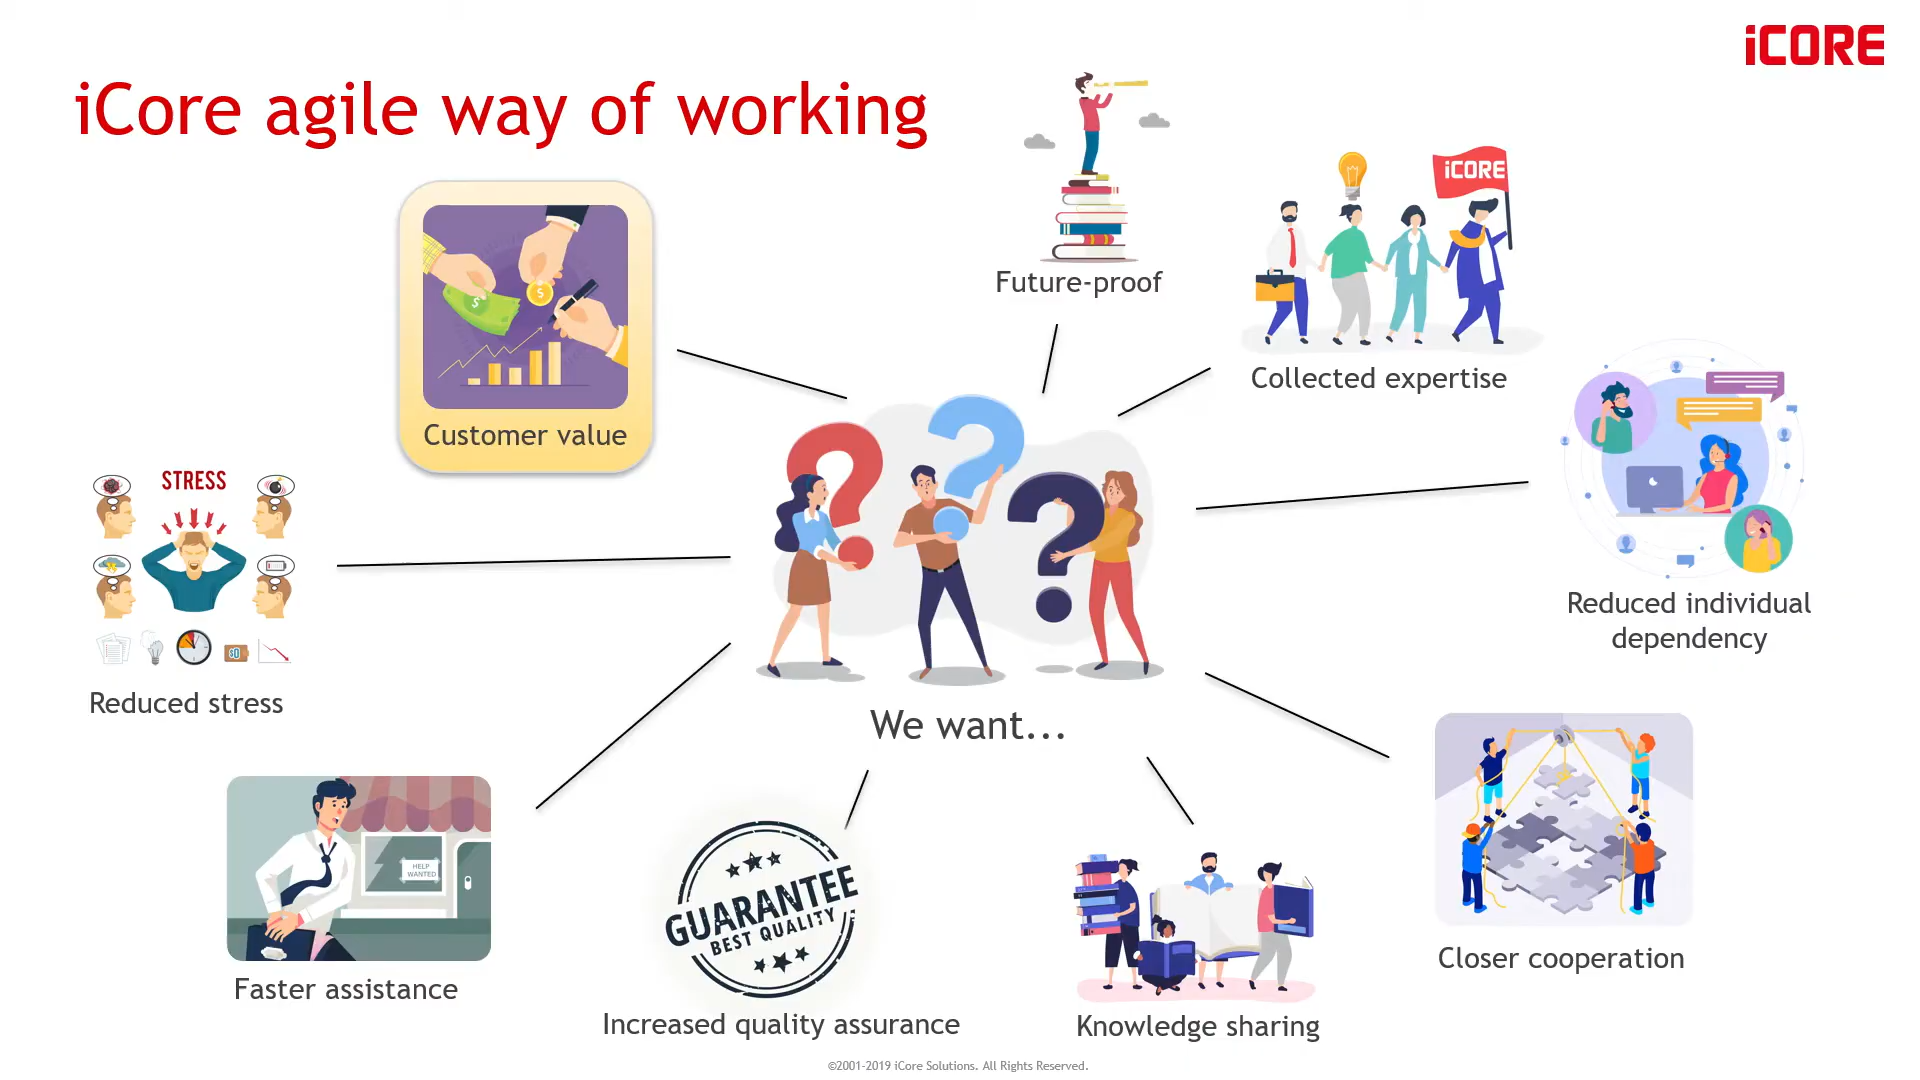 iCORE
iCore agile way of working
Future-proof
iCORE
Collected expertise
$
$
Customer value
STRESS
$0
Reduced stress
Reduced individual
dependency
We want...
HELP
WANTED
Faster assistance
GUARANTEE
BEST QUALITY
Increased quality assurance
Knowledge sharing
Closer cooperation
©2001-2019 iCore Solutions. All Rights Reserved.